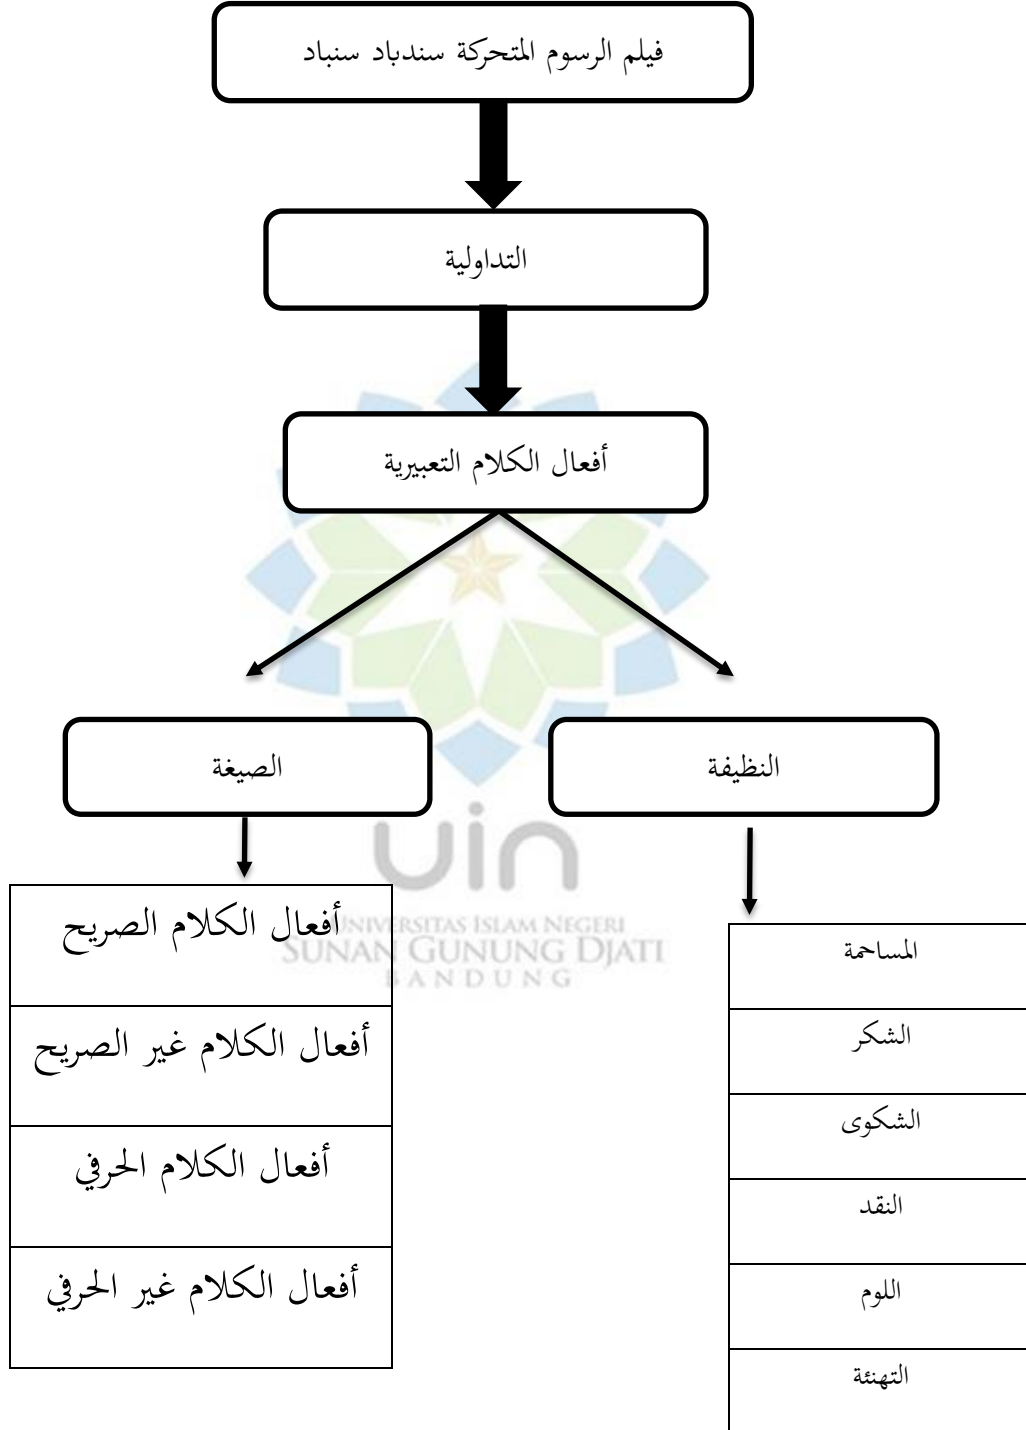 فيلم الرسوم المتحركة سندباد سنباد
التداولية
أفعال الكلام التعبيرية
النظيفة
الصيغة
المساحمة
الشكر
الشكوى
النقد
اللوم
التهنئة
أفعال الكلام الصريح
أفعال الكلام غير الصريح
أفعال الكلام الحرفي
أفعال الكلام غير الحرفي
uin
UNIVERSITAS ISLAM NEGERI
SUNAN GUNUNG DJATI
BANDUNG